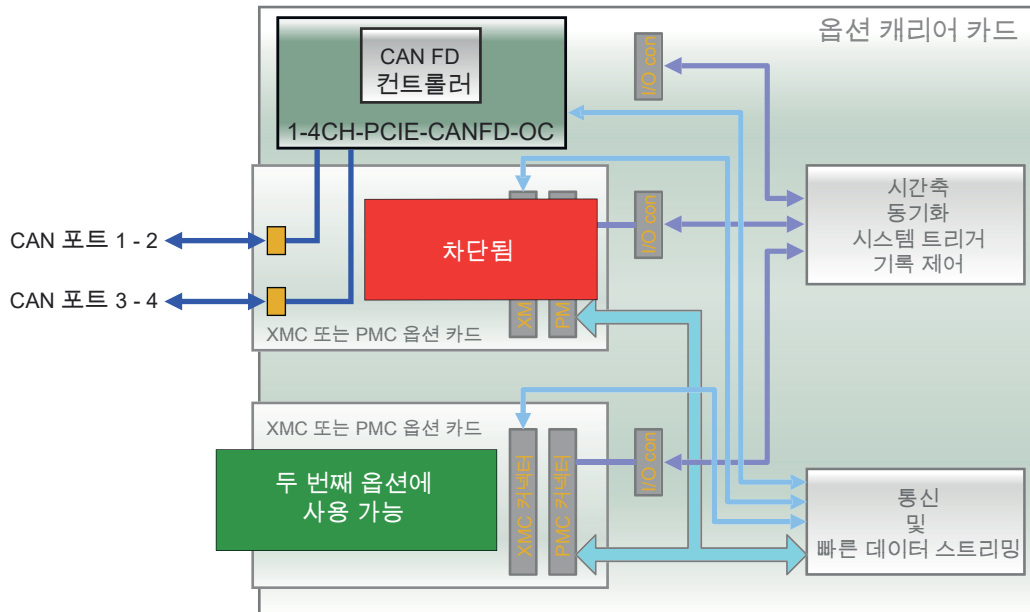 옵션 캐리어 카드
CAN FD
컨트롤러
1-4CH-PCIE-CANFD-OC
I/O con
시간축
동기화
시스템 트리거
기록 제어
CAN 포트 1 - 2
차단됨
I/O con
CAN 포트 3 - 4
XM
PM
XMC 또는 PMC 옵션 카드
XMC 또는 PMC 옵션 카드
두 번째 옵션에
사용 가능
XMC 커넥터
PMC 커넥터
I/O con
통신
및
빠른 데이터 스트리밍